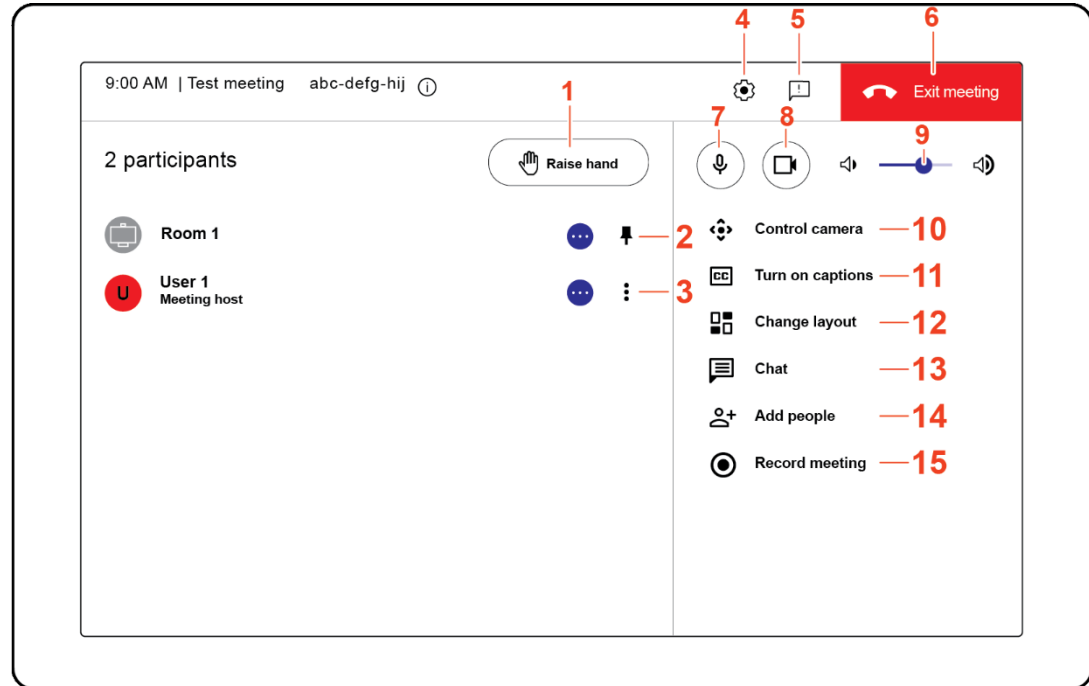 4 5 6
9:00 AM | Test meeting abc-defg-hij
Exit meeting
1
7 8 9
2 participants
Raise hand
Room 1
2
User 1
Meeting host
U
3
Control camera 10
CC Turn on captions 11
Change layout 12
Chat 13
Add people 14
Record meeting 15